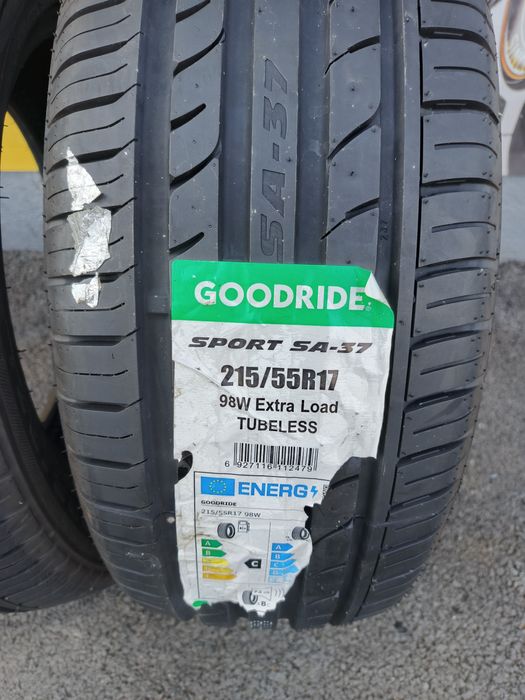 SA-37
GOODRIDE
SPORT SA-37
215/55R17
98W Extra Load
TUBELESS
6 927116 112479
ENERG
GOODRIDE
215/55R17 98W
A
B
C
A
B
C
B